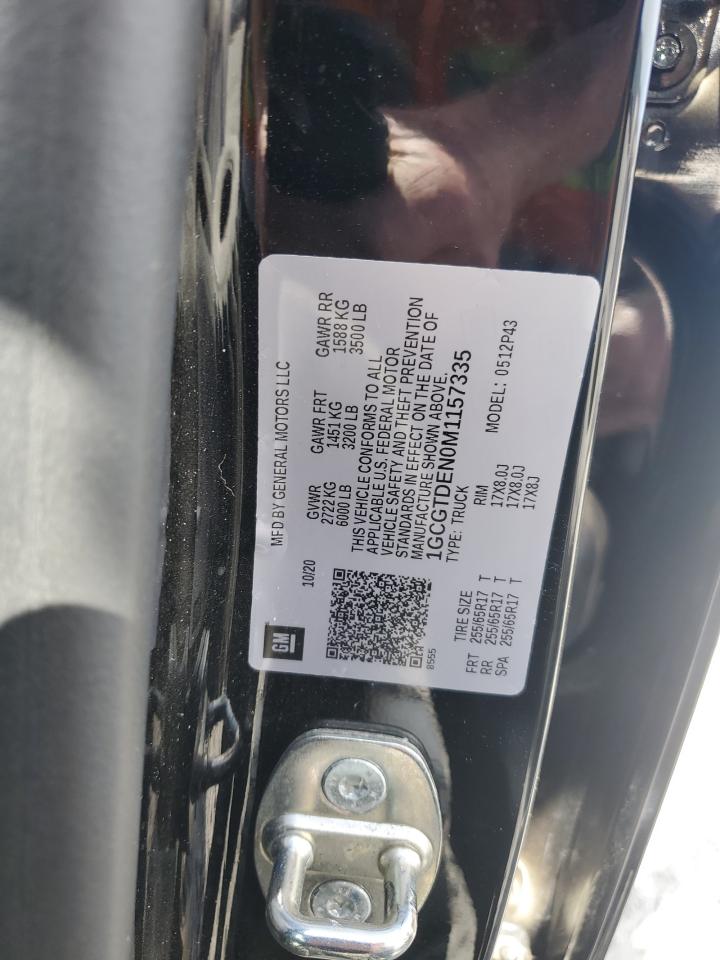 GM
10/20
MFD BY GENERAL MOTORS LLC
GVWR GAWR FRT GAWR RR
2722 KG 1451 KG 1588 KG
6000 LB 3200 LB 3500 LB
THIS VEHICLE CONFORMS TO ALL
APPLICABLE U.S. FEDERAL MOTOR
VEHICLE SAFETY AND THEFT PREVENTION
STANDARDS IN EFFECT ON THE DATE OF
MANUFACTURE SHOWN ABOVE.
1GCGTDEN0M1157335
8555
TYPE: TRUCK
TIRE SIZE RIM MODEL: 0512P43
FRT 255/65R17 T 17X8.0J
RR 255/65R17 T 17X8.0J
SPA 255/65R17 T 17X8J